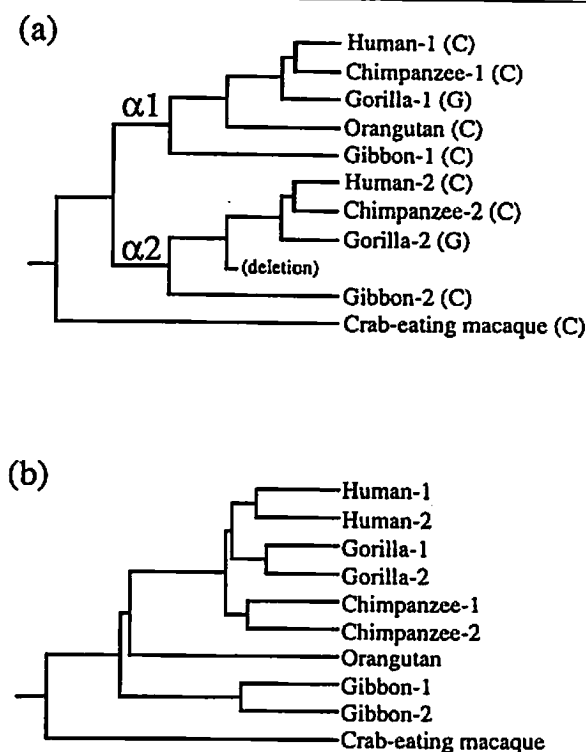 (a)
Human-1 (C)
Chimpanzee-1 (C)
α1
Gorilla-1 (G)
Orangutan (C)
Gibbon-1 (C)
Human-2 (C)
Chimpanzee-2 (C)
α2
Gorilla-2 (G)
(deletion)
Gibbon-2 (C)
Crab-eating macaque (C)
(b)
Human-1
Human-2
Gorilla-1
Gorilla-2
Chimpanzee-1
Chimpanzee-2
Orangutan
Gibbon-1
Gibbon-2
Crab-eating macaque